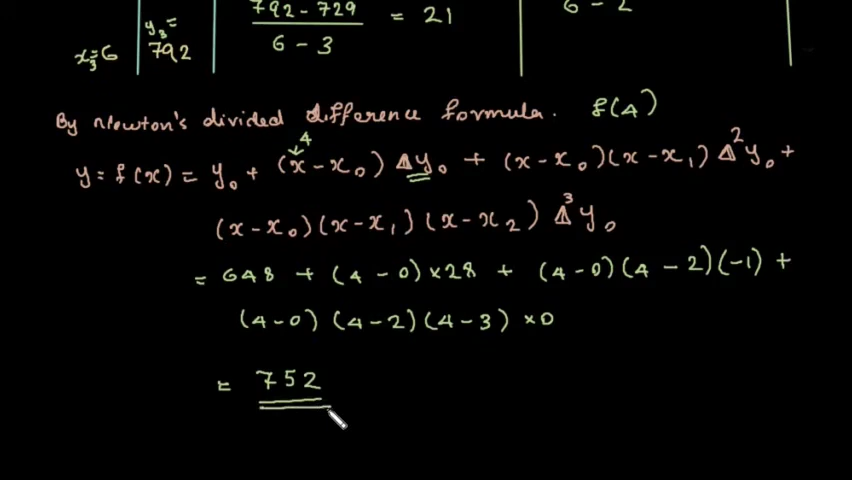 792 - 729 / 6 - 3 = 21
6 - 2
x₃=6 y₃= 792
By Newton's divided difference formula. f(4)
4
y = f(x) = y₀ + (x - x₀) Δy₀ + (x - x₀)(x - x₁) Δ²y₀ +
(x - x₀)(x - x₁)(x - x₂) Δ³y₀
= 648 + (4 - 0) × 28 + (4 - 0)(4 - 2)(-1) +
(4 - 0) (4 - 2)(4 - 3) × 0
= 752